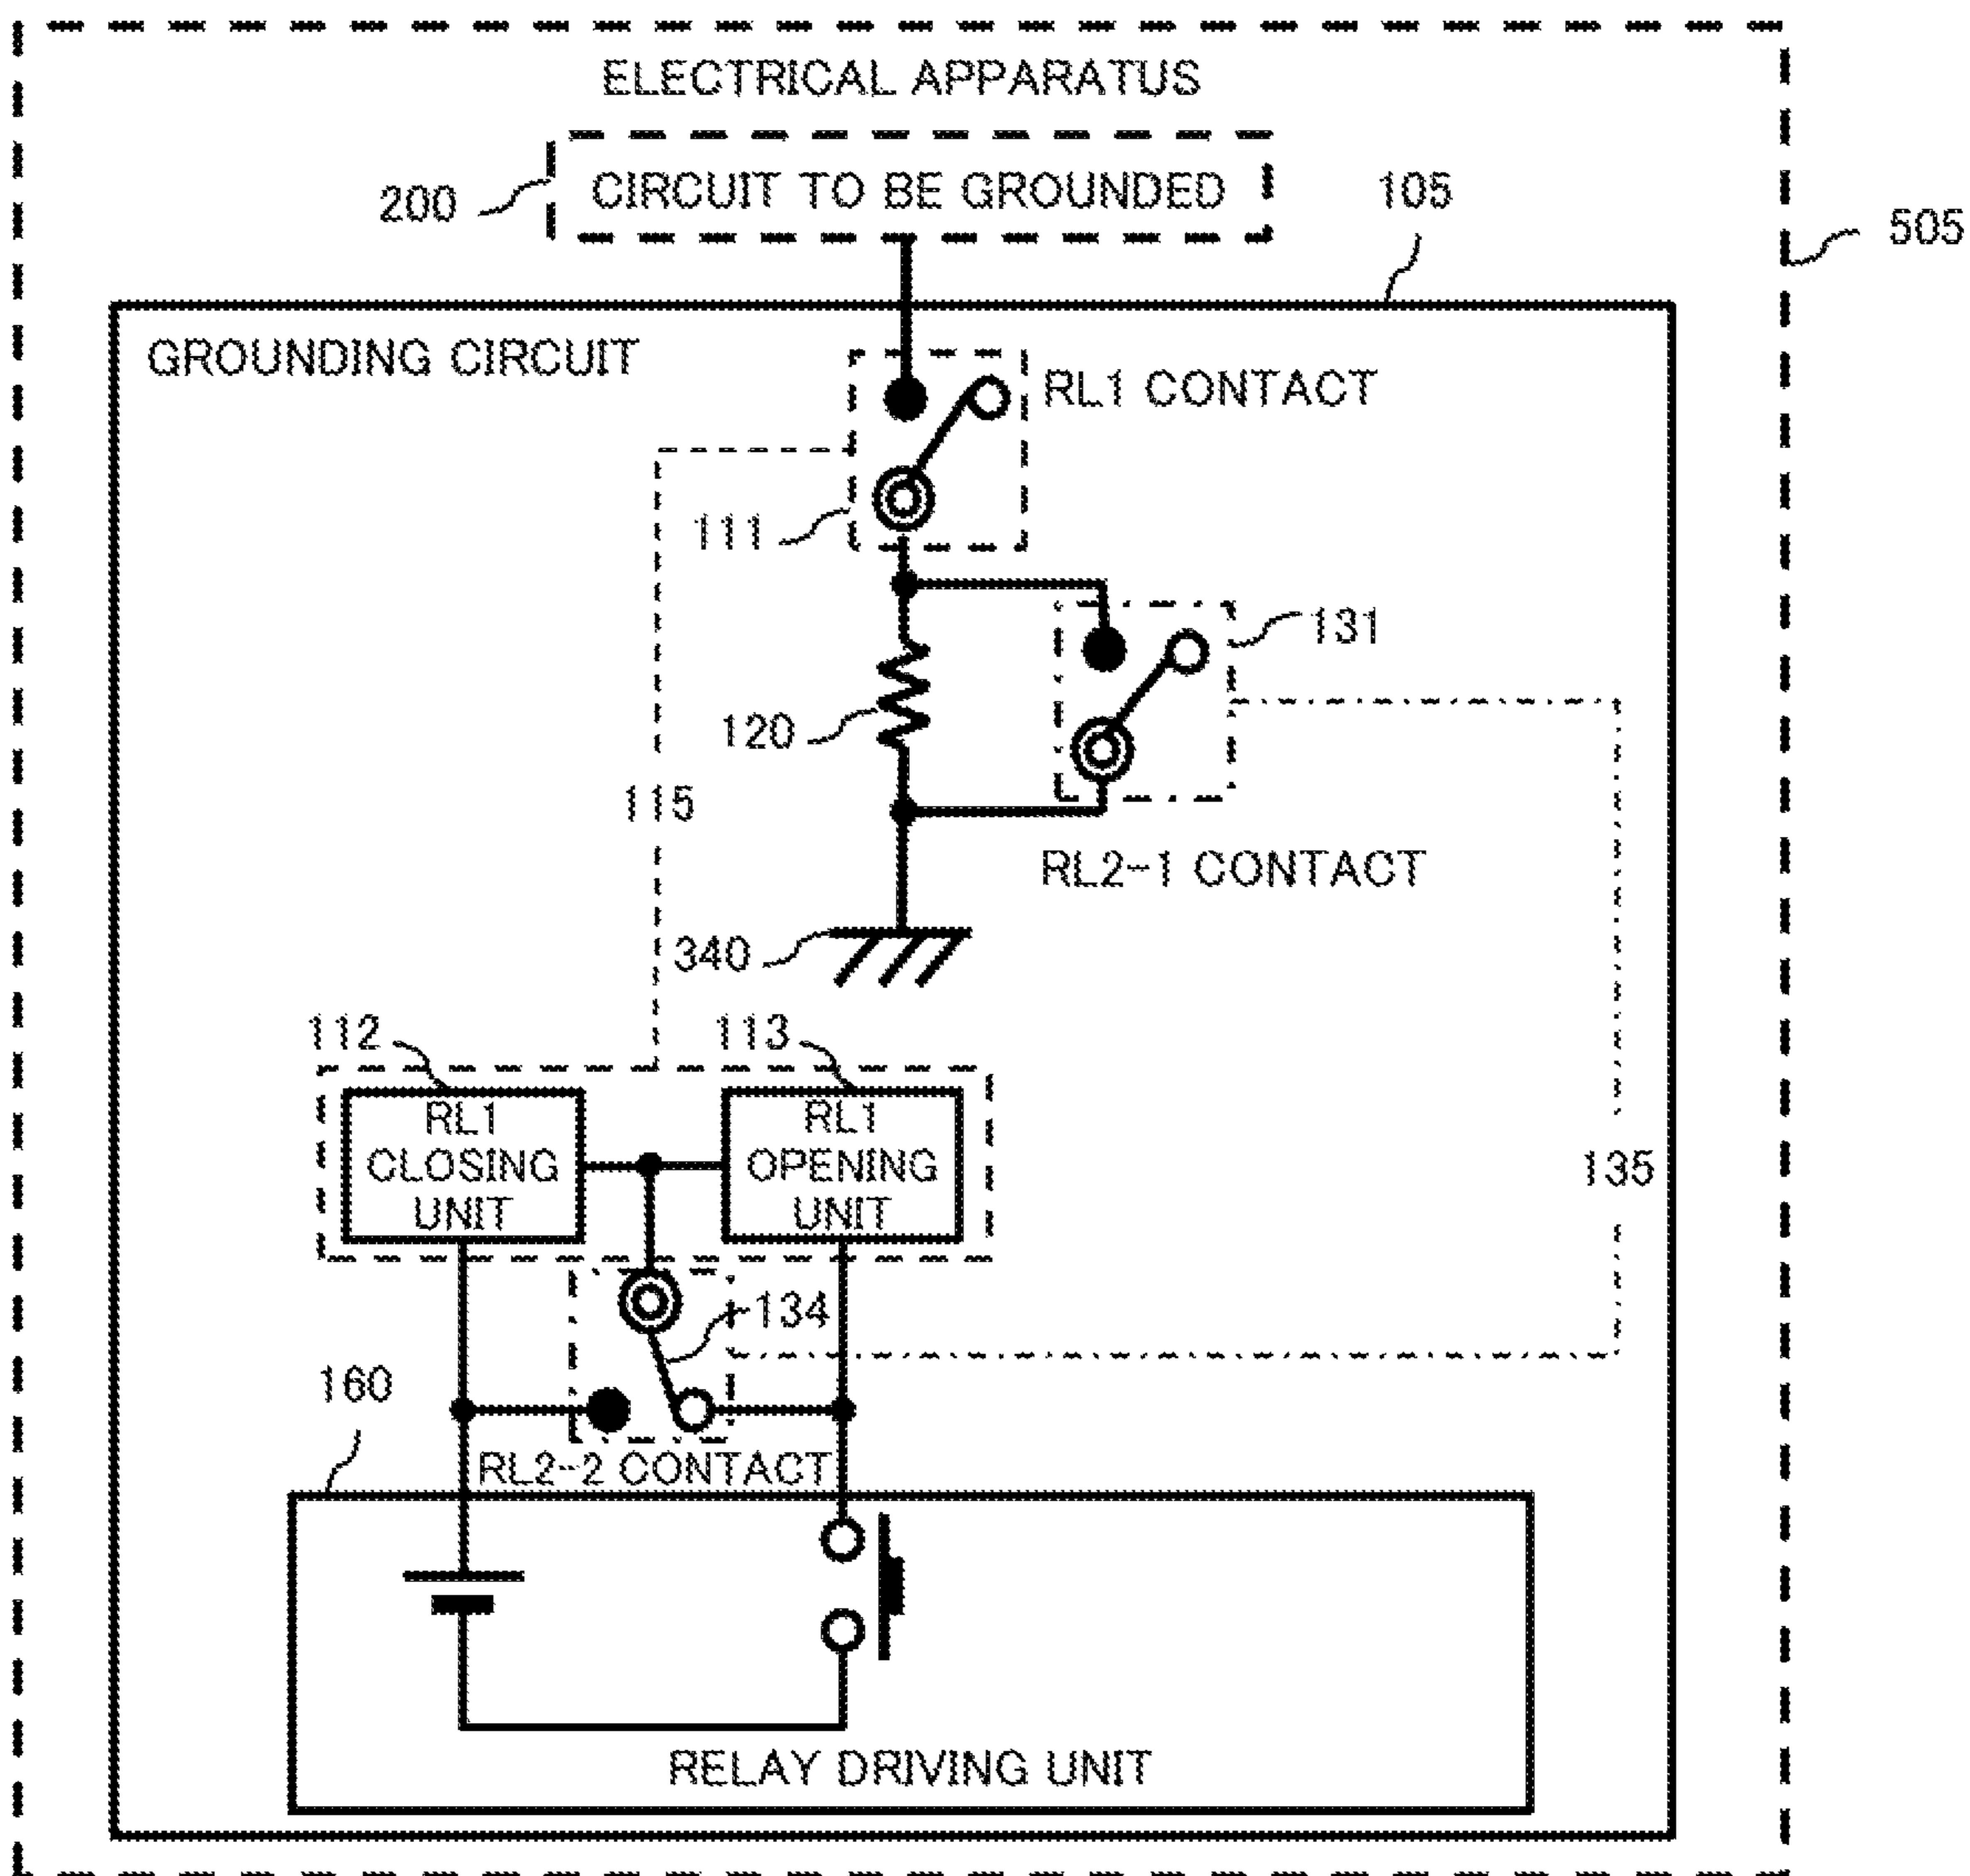 ELECTRICAL APPARATUS
200
CIRCUIT TO BE GROUNDED
105
505
GROUNDING CIRCUIT
RL1 CONTACT
111
131
120
115
RL2-1 CONTACT
340
112
113
RL1
CLOSING
UNIT
RL1
OPENING
UNIT
135
134
160
RL2-2 CONTACT
RELAY DRIVING UNIT